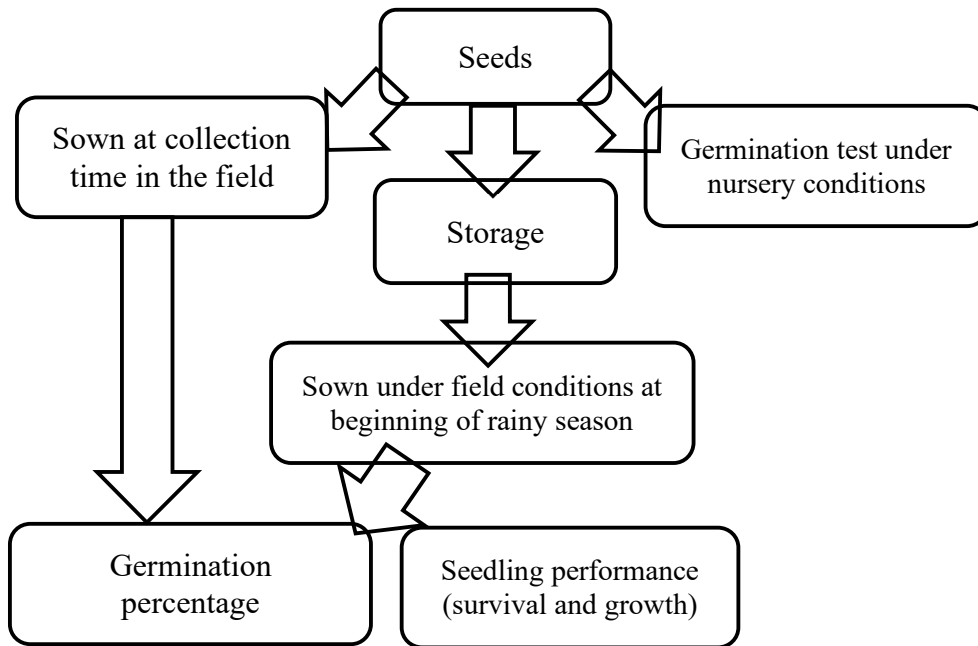 Seeds
Sown at collection
time in the field
Germination test under
nursery conditions
Storage
Sown under field conditions at
beginning of rainy season
Germination
percentage
Seedling performance
(survival and growth)